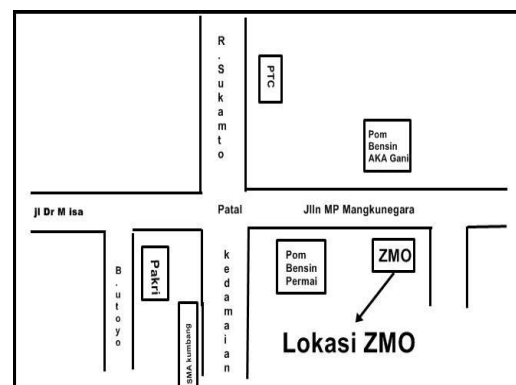 R.Sukamto
PTC
Pom
Bensin
AKA Gani
jl Dr M isa
Patal
Jlln MP Mangkunegara
B.utoyo
Pakri
SMA kumbang
kedamaian
Pom
Bensin
Permai
ZMO
Lokasi ZMO